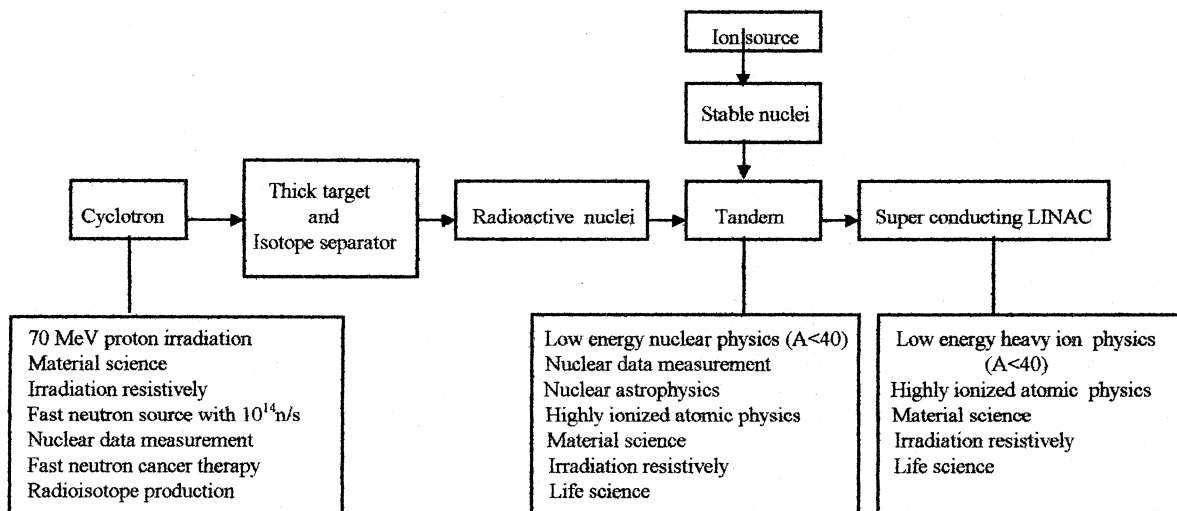 Ion source
Stable nuclei
Cyclotron
Thick target
and
Isotope separator
Radioactive nuclei
Tandem
Super conducting LINAC
70 MeV proton irradiation
Material science
Irradiation resistively
Fast neutron source with 10¹⁴n/s
Nuclear data measurement
Fast neutron cancer therapy
Radioisotope production
Low energy nuclear physics (A<40)
Nuclear data measurement
Nuclear astrophysics
Highly ionized atomic physics
Material science
Irradiation resistively
Life science
Low energy heavy ion physics
(A<40)
Highly ionized atomic physics
Material science
Irradiation resistively
Life science